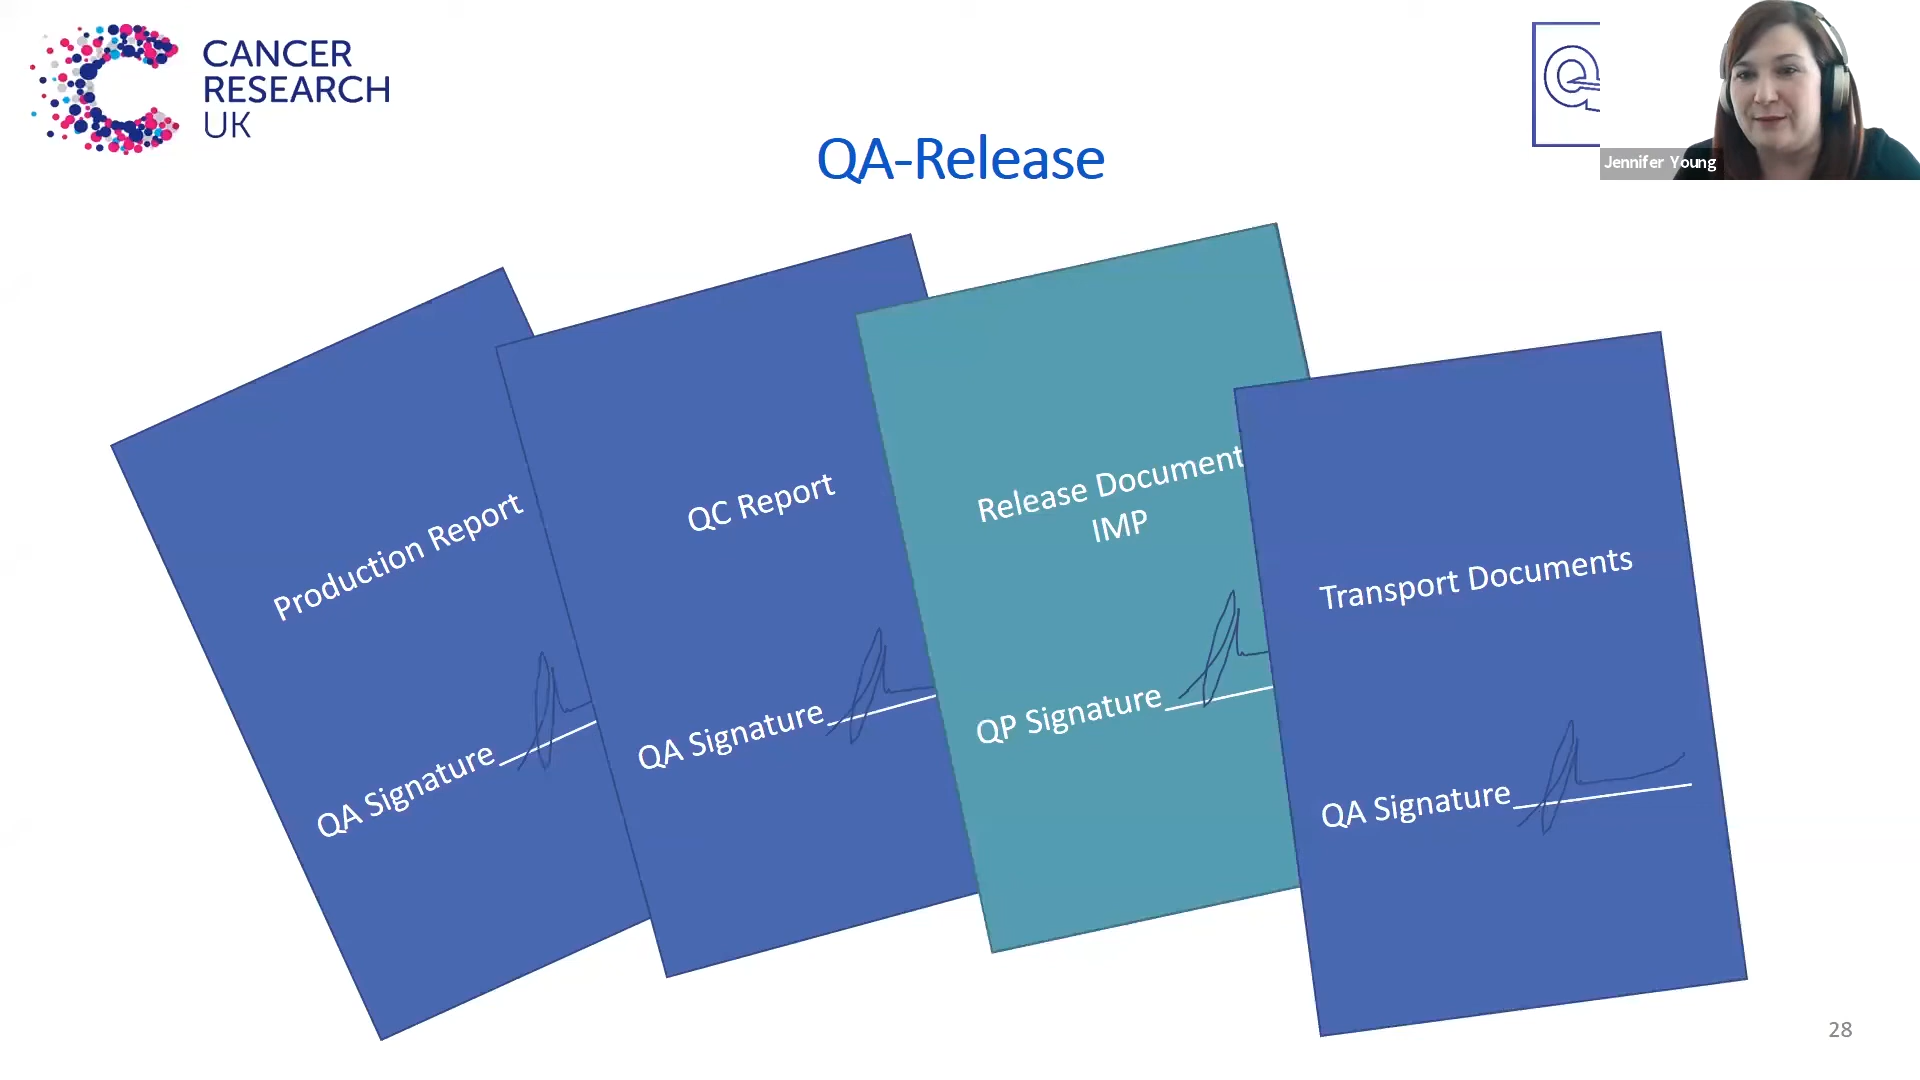 CANCER
RESEARCH
UK
Jennifer Young
QA-Release
Production Report
QA Signature
QC Report
QA Signature
Release Document
IMP
QP Signature
Transport Documents
QA Signature
28